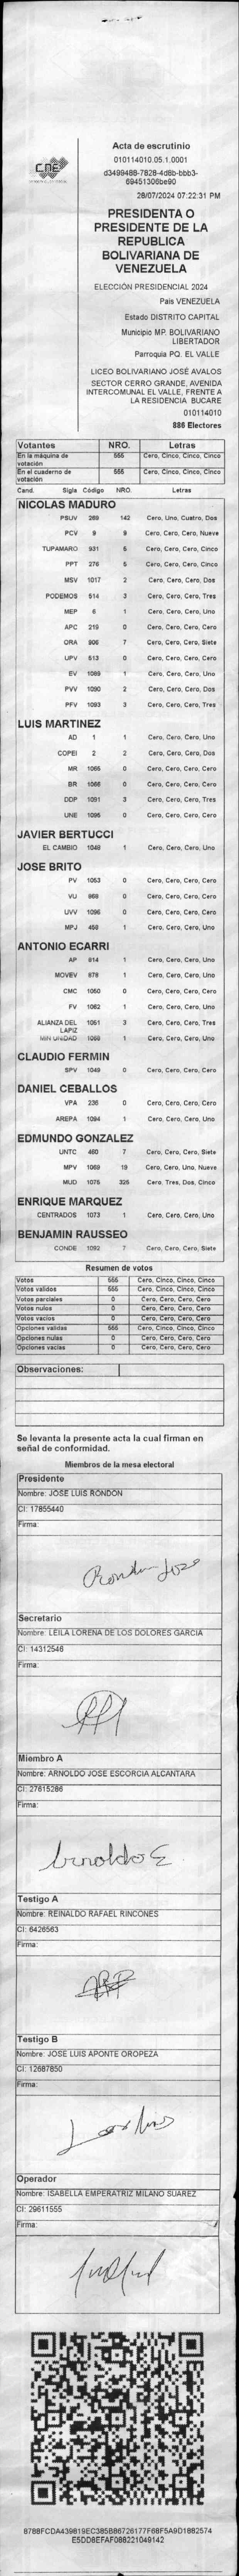 CNE
Acta de escrutinio
010114010.05.1.0001
d3499488-7828-4d8b-bbb3-
69451306be90
28/07/2024 07:22:31 PM
PRESIDENTA O
PRESIDENTE DE LA
REPUBLICA
BOLIVARIANA DE
VENEZUELA
ELECCIÓN PRESIDENCIAL 2024
País VENEZUELA
Estado DISTRITO CAPITAL
Municipio MP. BOLIVARIANO
LIBERTADOR
Parroquia PQ. EL VALLE
LICEO BOLIVARIANO JOSÉ AVALOS
SECTOR CERRO GRANDE, AVENIDA
INTERCOMUNAL EL VALLE, FRENTE A
LA RESIDENCIA BUCARE
010114010
886 Electores
Votantes NRO. Letras
En la máquina de votación 555 Cero, Cinco, Cinco, Cinco
En el cuaderno de votación 555 Cero, Cinco, Cinco, Cinco
Cand. Sigla Código NRO. Letras
NICOLAS MADURO
PSUV 269 142 Cero, Uno, Cuatro, Dos
PCV 9 9 Cero, Cero, Cero, Nueve
TUPAMARO 931 5 Cero, Cero, Cero, Cinco
PPT 276 5 Cero, Cero, Cero, Cinco
MSV 1017 2 Cero, Cero, Cero, Dos
PODEMOS 514 3 Cero, Cero, Cero, Tres
MEP 6 1 Cero, Cero, Cero, Uno
APC 219 0 Cero, Cero, Cero, Cero
ORA 906 7 Cero, Cero, Cero, Siete
UPV 613 0 Cero, Cero, Cero, Cero
EV 1089 1 Cero, Cero, Cero, Uno
PVV 1090 2 Cero, Cero, Cero, Dos
PFV 1093 3 Cero, Cero, Cero, Tres
LUIS MARTINEZ
AD 1 1 Cero, Cero, Cero, Uno
COPEI 2 2 Cero, Cero, Cero, Dos
MR 1065 0 Cero, Cero, Cero, Cero
BR 1066 0 Cero, Cero, Cero, Cero
DDP 1091 3 Cero, Cero, Cero, Tres
UNE 1095 0 Cero, Cero, Cero, Cero
JAVIER BERTUCCI
EL CAMBIO 1048 1 Cero, Cero, Cero, Uno
JOSE BRITO
PV 1053 0 Cero, Cero, Cero, Cero
VU 868 0 Cero, Cero, Cero, Cero
UVV 1096 0 Cero, Cero, Cero, Cero
MPJ 458 1 Cero, Cero, Cero, Uno
ANTONIO ECARRI
AP 814 1 Cero, Cero, Cero, Uno
MOVEV 878 1 Cero, Cero, Cero, Uno
CMC 1050 0 Cero, Cero, Cero, Cero
FV 1062 1 Cero, Cero, Cero, Uno
ALIANZA DEL LAPIZ 1051 3 Cero, Cero, Cero, Tres
MIN UNIDAD 1088 1 Cero, Cero, Cero, Uno
CLAUDIO FERMIN
SPV 1049 0 Cero, Cero, Cero, Cero
DANIEL CEBALLOS
VPA 236 0 Cero, Cero, Cero, Cero
AREPA 1094 1 Cero, Cero, Cero, Uno
EDMUNDO GONZALEZ
UNTC 460 7 Cero, Cero, Cero, Siete
MPV 1069 19 Cero, Cero, Uno, Nueve
MUD 1075 325 Cero, Tres, Dos, Cinco
ENRIQUE MARQUEZ
CENTRADOS 1073 1 Cero, Cero, Cero, Uno
BENJAMIN RAUSSEO
CONDE 1092 7 Cero, Cero, Cero, Siete
Resumen de votos
Votos 555 Cero, Cinco, Cinco, Cinco
Votos validos 555 Cero, Cinco, Cinco, Cinco
Votos parciales 0 Cero, Cero, Cero, Cero
Votos nulos 0 Cero, Cero, Cero, Cero
Votos vacios 0 Cero, Cero, Cero, Cero
Opciones validas 555 Cero, Cinco, Cinco, Cinco
Opciones nulas 0 Cero, Cero, Cero, Cero
Opciones vacias 0 Cero, Cero, Cero, Cero
Observaciones:
Se levanta la presente acta la cual firman en
señal de conformidad.
Miembros de la mesa electoral
Presidente
Nombre: JOSE LUIS RONDON
CI: 17855440
Firma:
Rondon Jose
Secretario
Nombre: LEILA LORENA DE LOS DOLORES GARCIA
CI: 14312546
Firma:
Miembro A
Nombre: ARNOLDO JOSE ESCORCIA ALCANTARA
CI: 27615286
Firma:
Arnoldo E
Testigo A
Nombre: REINALDO RAFAEL RINCONES
CI: 6426563
Firma:
Testigo B
Nombre: JOSE LUIS APONTE OROPEZA
CI: 12687850
Firma:
Operador
Nombre: ISABELLA EMPERATRIZ MILANO SUAREZ
CI: 29611555
Firma:
8788FCDA439819EC385B86726177F68F5A9D1882574
E5DD8EFAF088221049142